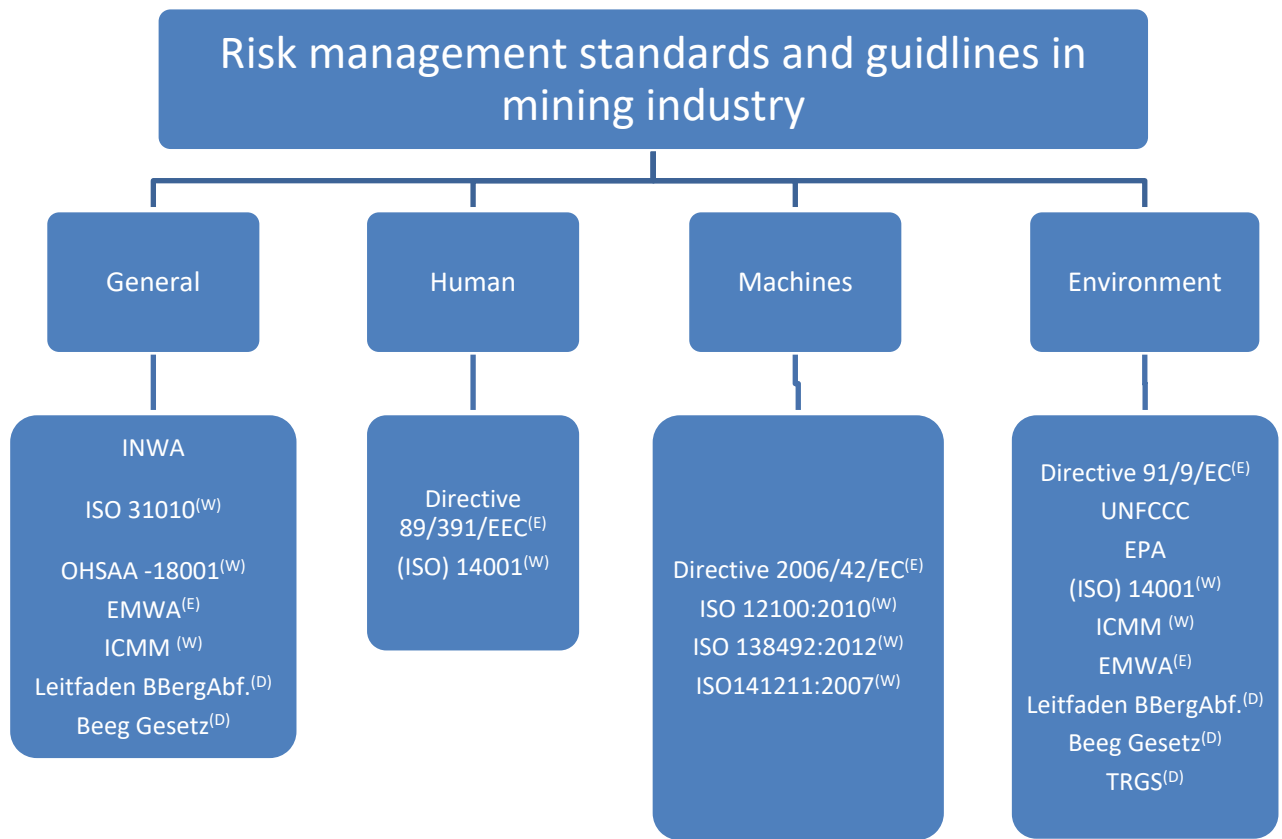 Risk management standards and guidlines in
mining industry
General
Human
Machines
Environment
INWA
ISO 31010(W)
OHSAA -18001(W)
EMWA(E)
ICMM (W)
Leitfaden BBergAbf.(D)
Beeg Gesetz(D)
Directive
89/391/EEC(E)
(ISO) 14001(W)
Directive 2006/42/EC(E)
ISO 12100:2010(W)
ISO 138492:2012(W)
ISO141211:2007(W)
Directive 91/9/EC(E)
UNFCCC
EPA
(ISO) 14001(W)
ICMM (W)
EMWA(E)
Leitfaden BBergAbf.(D)
Beeg Gesetz(D)
TRGS(D)